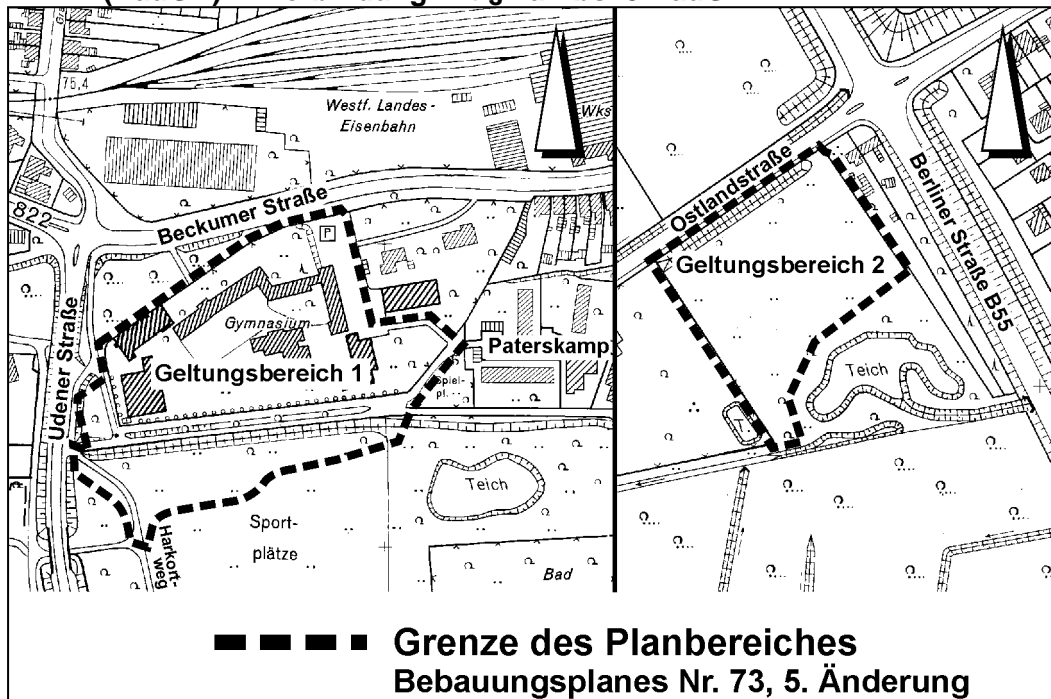 75,4
Westf. Landes-
Eisenbahn
Wks
822
Beckumer Straße
P
Gymnasium
Geltungsbereich 1
Paterskamp
Spiel-
pl.
Udener Straße
Teich
Sport-
plätze
Harkort-
weg
Bad
Ostlandstraße
Berliner Straße B55
Geltungsbereich 2
Teich
Grenze des Planbereiches
Bebauungsplanes Nr. 73, 5. Änderung